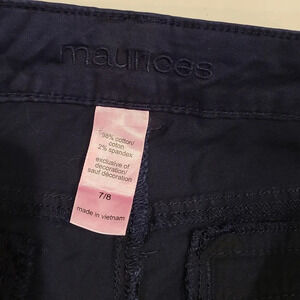 maurices
98% cotton/
coton
2% spandex
exclusive of
decoration/
sauf décoration
7/8
made in vietnam